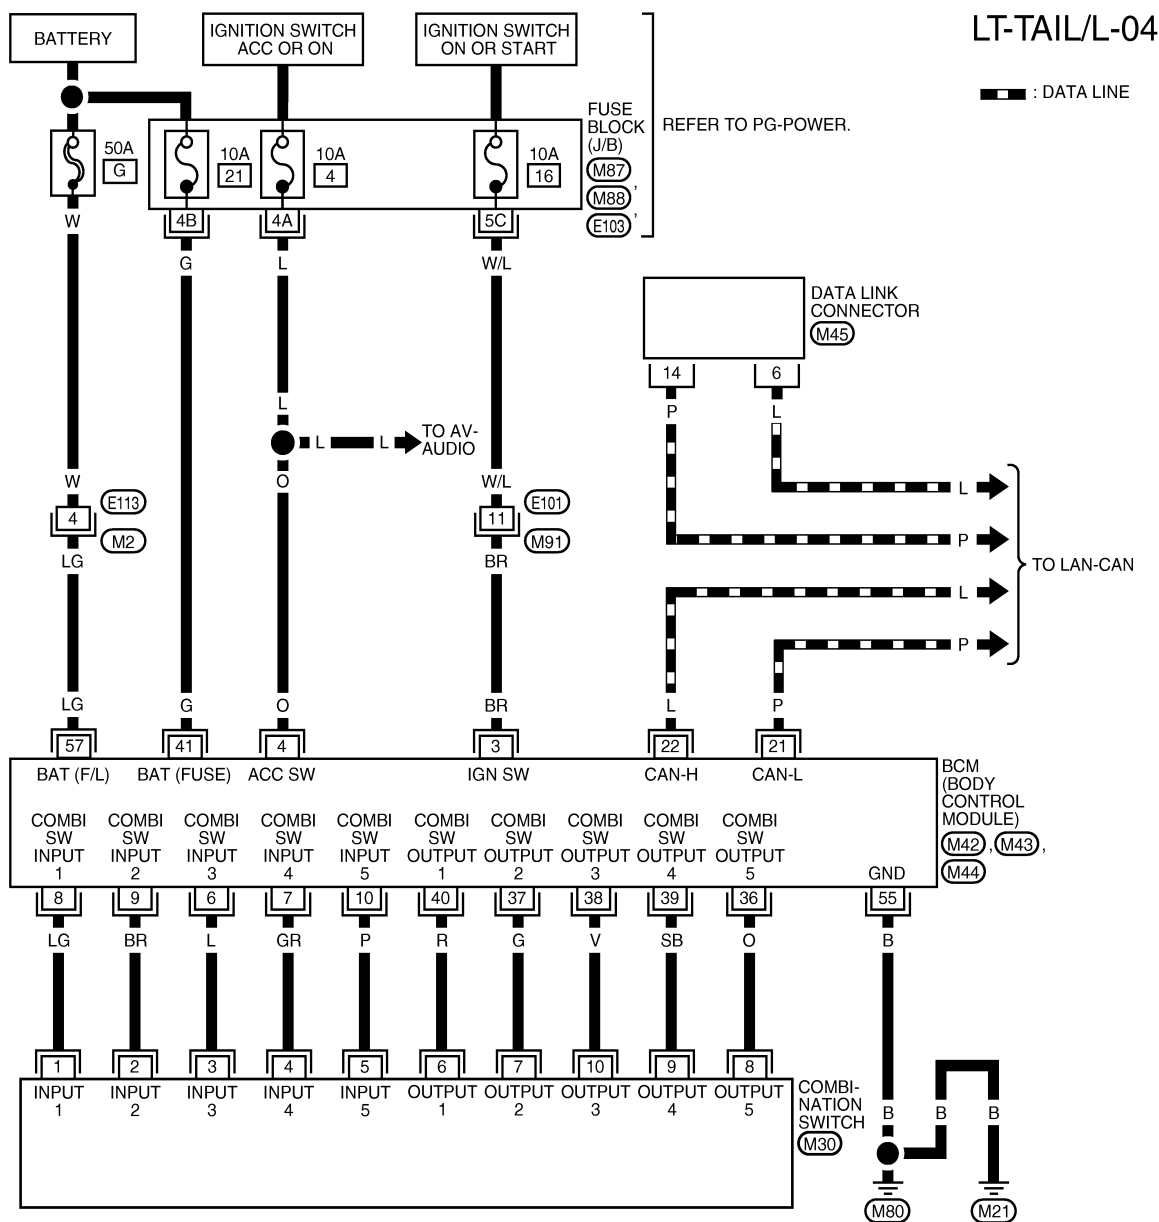 LT-TAIL/L-04
BATTERY
IGNITION SWITCH
ACC OR ON
IGNITION SWITCH
ON OR START
: DATA LINE
FUSE
BLOCK
(J/B)
M87
,
M88
,
E103
REFER TO PG-POWER.
50A
G
10A
21
10A
4
10A
16
4B
4A
5C
W
G
L
W/L
DATA LINK
CONNECTOR
M45
14
6
P
L
L
L
L
TO AV-
AUDIO
O
W
W/L
4
E113
M2
11
E101
M91
LG
BR
L
P
L
P
TO LAN-CAN
LG
G
O
BR
L
P
57
41
4
3
22
21
BAT (F/L)
BAT (FUSE)
ACC SW
IGN SW
CAN-H
CAN-L
BCM
(BODY
CONTROL
MODULE)
M42 , M43 ,
M44
COMBI
SW
INPUT
1
COMBI
SW
INPUT
2
COMBI
SW
INPUT
3
COMBI
SW
INPUT
4
COMBI
SW
INPUT
5
COMBI
SW
OUTPUT
1
COMBI
SW
OUTPUT
2
COMBI
SW
OUTPUT
3
COMBI
SW
OUTPUT
4
COMBI
SW
OUTPUT
5
GND
8
9
6
7
10
40
37
38
39
36
55
LG
BR
L
GR
P
R
G
V
SB
O
B
1
2
3
4
5
6
7
10
9
8
INPUT
1
INPUT
2
INPUT
3
INPUT
4
INPUT
5
OUTPUT
1
OUTPUT
2
OUTPUT
3
OUTPUT
4
OUTPUT
5
COMBI-
NATION
SWITCH
M30
B
B
B
M80
M21